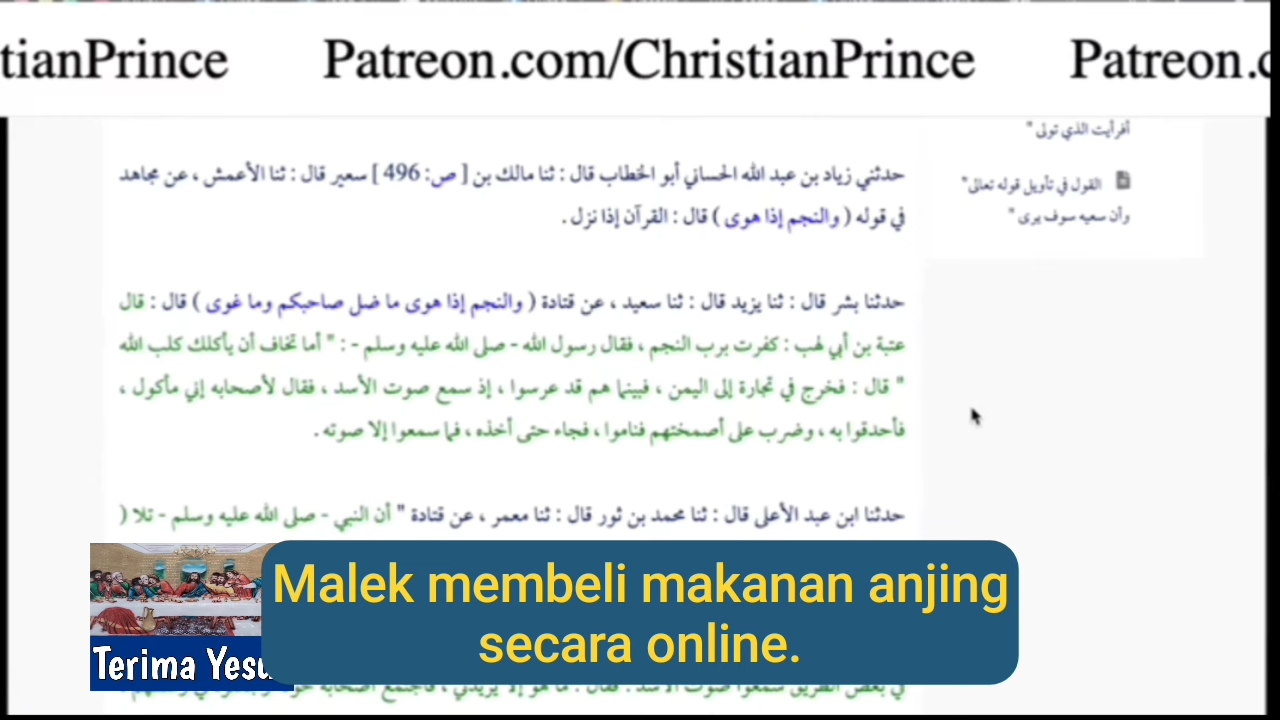 tianPrince Patreon.com/ChristianPrince Patreon.c
أفرأيت الذي تولى "
القول في تأويل قوله تعالى "
وأن سعيه سوف يرى "
حدثني زياد بن عبد الله الحساني أبو الخطاب قال : ثنا مالك بن [ ص: 496 ] سعير قال : ثنا الأعمش ، عن مجاهد
في قوله ( والنجم إذا هوى ) قال : القرآن إذا نزل .
حدثنا بشر قال : ثنا يزيد قال : ثنا سعيد ، عن قتادة ( والنجم إذا هوى ما ضل صاحبكم وما غوى ) قال : قال
عتبة بن أبي لهب : كفرت برب النجم ، فقال رسول الله - صلى الله عليه وسلم - : " أما تخاف أن يأكلك كلب الله
" قال : فخرج في تجارة إلى اليمن ، فبينما هم قد عرسوا ، إذ سمع صوت الأسد ، فقال لأصحابه إني مأكول ،
فأحدقوا به ، وضرب على أصمختهم فناموا ، فجاء حتى أخذه ، فما سمعوا إلا صوته .
حدثنا ابن عبد الأعلى قال : ثنا محمد بن ثور قال : ثنا معمر ، عن قتادة " أن النبي - صلى الله عليه وسلم - تلا (
Malek membeli makanan anjing
secara online.
Terima Yesu